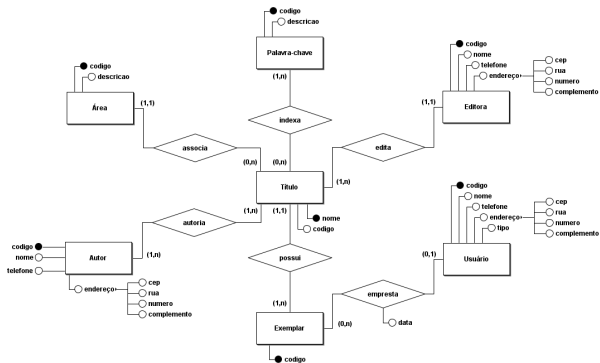 codigo
descricao
Palavra-chave
(1,n)
codigo
descricao
Área
(1,1)
codigo
nome
telefone
endereço
cep
rua
numero
complemento
Editora
(1,1)
indexa
associa
edita
(0,n)
(0,n)
(1,n)
Título
(1,n)
(1,1)
nome
codigo
autoria
codigo
nome
telefone
endereço
tipo
cep
rua
numero
complemento
Usuário
(0,1)
codigo
nome
telefone
Autor
(1,n)
endereço
cep
rua
numero
complemento
possui
empresta
data
(1,n)
(0,n)
Exemplar
codigo